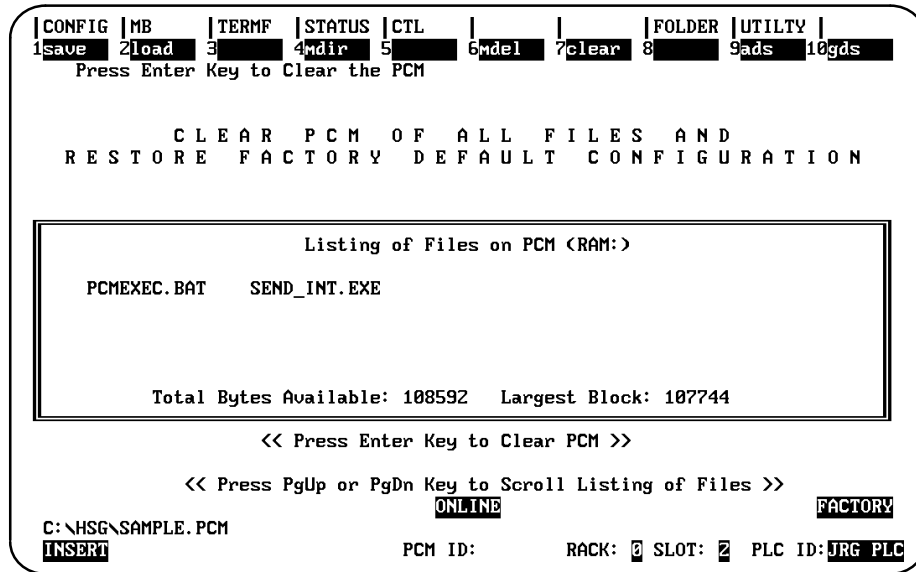 |CONFIG |MB |TERMF |STATUS |CTL | | |FOLDER |UTILTY |
1save 2load 3 4mdir 5 6mdel 7clear 8 9ads 10gds
Press Enter Key to Clear the PCM
C L E A R P C M O F A L L F I L E S A N D
R E S T O R E F A C T O R Y D E F A U L T C O N F I G U R A T I O N
Listing of Files on PCM (RAM:)
PCMEXEC.BAT SEND_INT.EXE
Total Bytes Available: 108592 Largest Block: 107744
<< Press Enter Key to Clear PCM >>
<< Press PgUp or PgDn Key to Scroll Listing of Files >>
ONLINE FACTORY
C:\HSG\SAMPLE.PCM
INSERT PCM ID: RACK: 0 SLOT: 2 PLC ID: JRG PLC